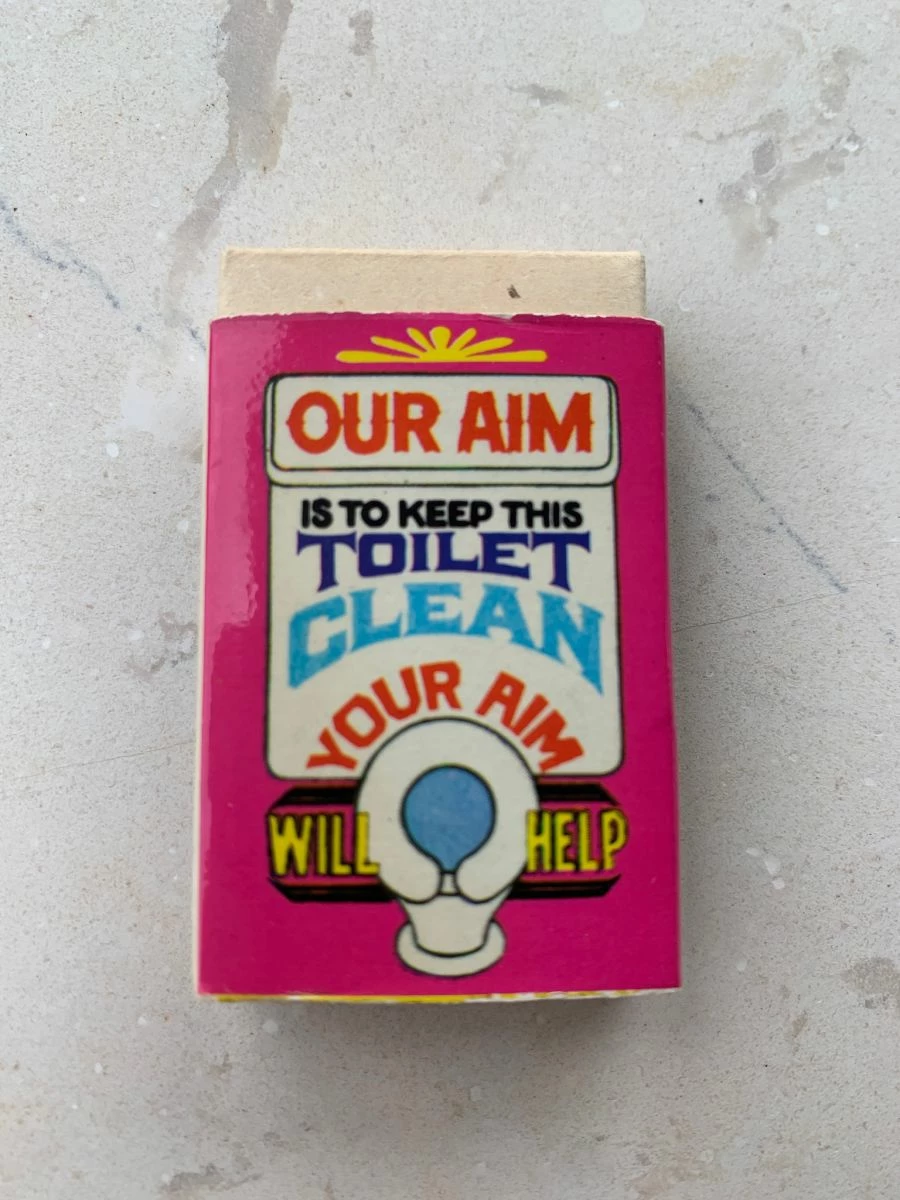 OUR AIM
IS TO KEEP THIS
TOILET
CLEAN
YOUR AIM
WILL HELP